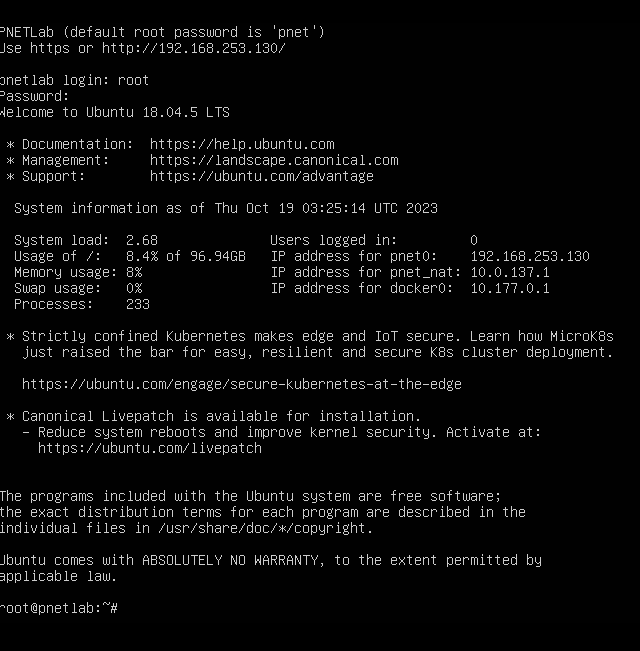 PNETLab (default root password is 'pnet')
Use https or http://192.168.253.130/
pnetlab login: root
Password:
Welcome to Ubuntu 18.04.5 LTS
* Documentation:  https://help.ubuntu.com
* Management:     https://landscape.canonical.com
* Support:        https://ubuntu.com/advantage
System information as of Thu Oct 19 03:25:14 UTC 2023
System load:  2.68              Users logged in:         0
Usage of /:   8.4% of 96.94GB   IP address for pnet0:    192.168.253.130
Memory usage: 8%                IP address for pnet_nat: 10.0.137.1
Swap usage:   0%                IP address for docker0:  10.177.0.1
Processes:    233
* Strictly confined Kubernetes makes edge and IoT secure. Learn how MicroK8s
just raised the bar for easy, resilient and secure K8s cluster deployment.
https://ubuntu.com/engage/secure-kubernetes-at-the-edge
* Canonical Livepatch is available for installation.
- Reduce system reboots and improve kernel security. Activate at:
https://ubuntu.com/livepatch
The programs included with the Ubuntu system are free software;
the exact distribution terms for each program are described in the
individual files in /usr/share/doc/*/copyright.
Ubuntu comes with ABSOLUTELY NO WARRANTY, to the extent permitted by
applicable law.
root@pnetlab:~#